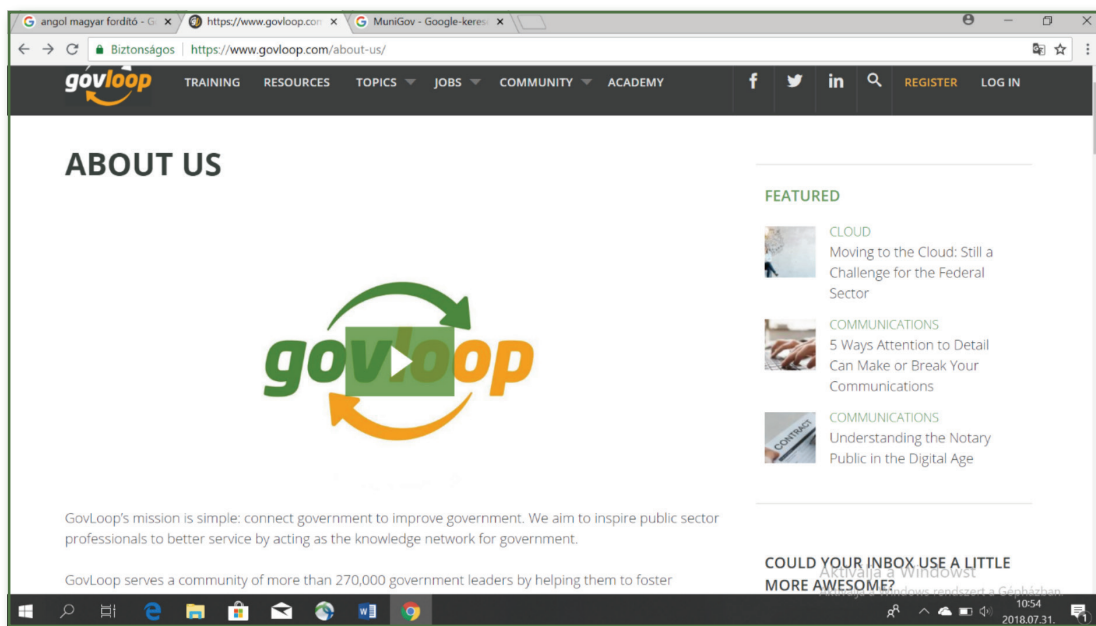 angol magyar fordító - G
https://www.govloop.com
MuniGov - Google-keres
Biztonságos
https://www.govloop.com/about-us/
govloop
TRAINING
RESOURCES
TOPICS
JOBS
COMMUNITY
ACADEMY
REGISTER
LOG IN
ABOUT US
govloop
GovLoop's mission is simple: connect government to improve government. We aim to inspire public sector
professionals to better service by acting as the knowledge network for government.
GovLoop serves a community of more than 270,000 government leaders by helping them to foster
FEATURED
CLOUD
Moving to the Cloud: Still a
Challenge for the Federal
Sector
COMMUNICATIONS
5 Ways Attention to Detail
Can Make or Break Your
Communications
CONTRACT
COMMUNICATIONS
Understanding the Notary
Public in the Digital Age
COULD YOUR INBOX USE A LITTLE
MORE AWESOME?
Aktiválja a Windowst
Windows rendszert a Gépházban
10:54
2018.07.31.